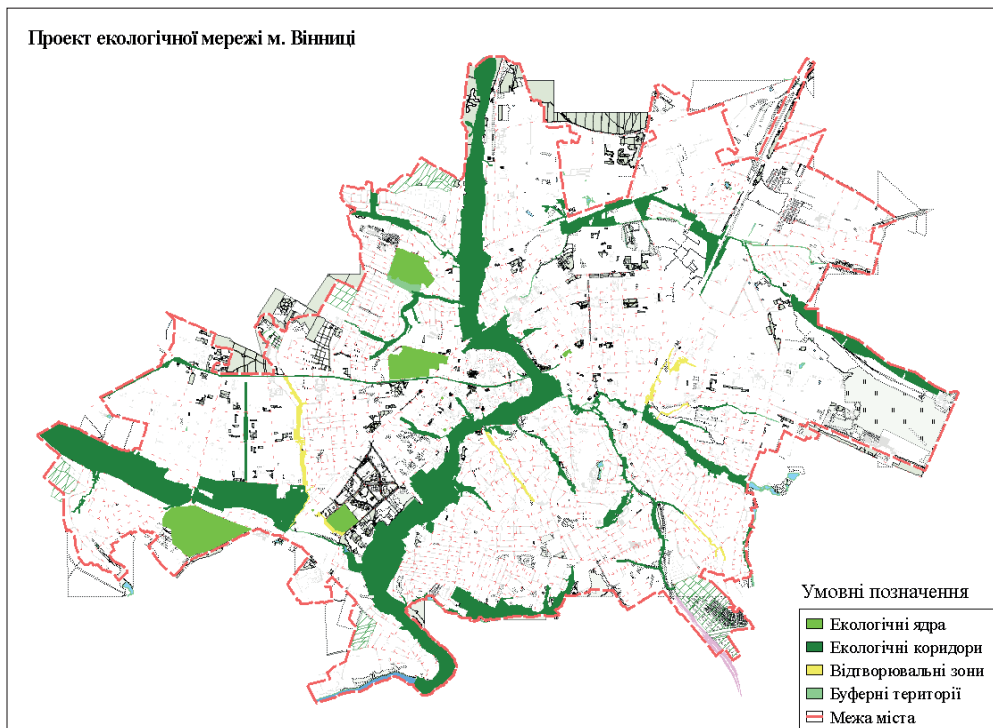 Проект екологічної мережі м. Вінниці
Умовні позначення
Екологічні ядра
Екологічні коридори
Відтворювальні зони
Буферні території
Межа міста